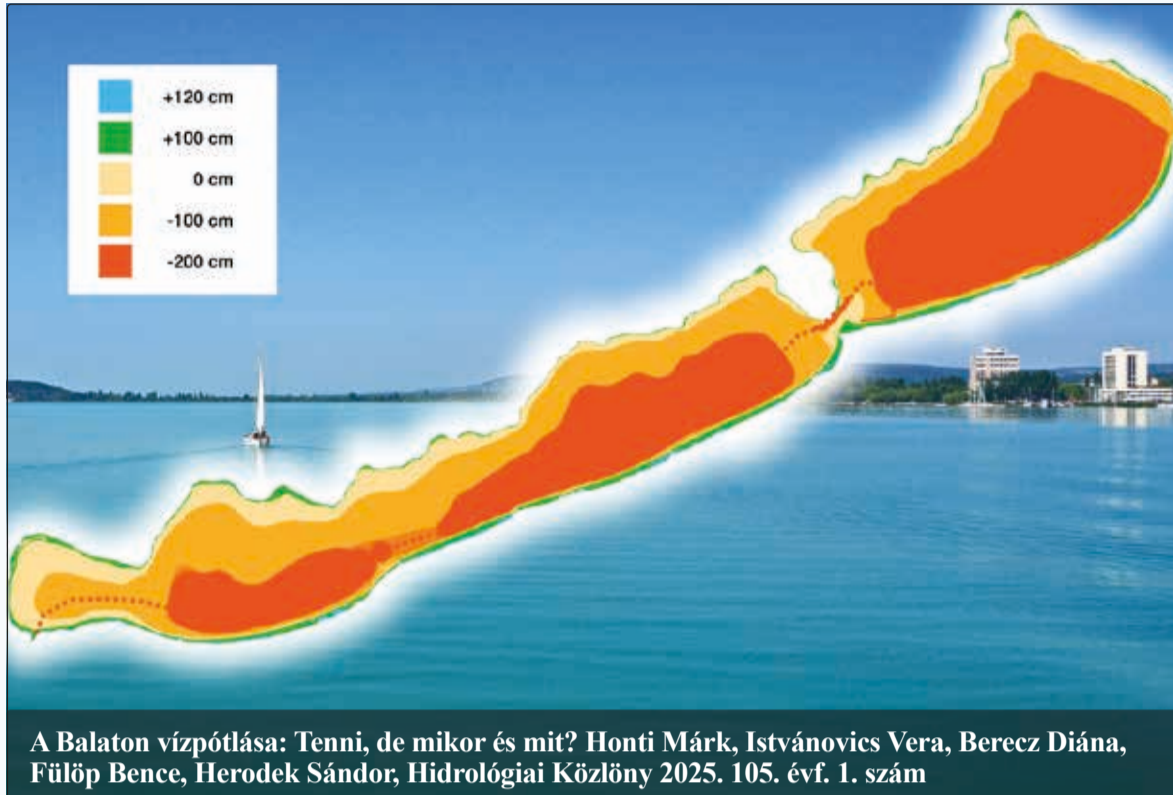 +120 cm
+100 cm
0 cm
-100 cm
-200 cm
A Balaton vízpótlása: Tenni, de mikor és mit? Honti Márk, Istvánovics Vera, Berecz Diána,
Fülöp Bence, Herodek Sándor, Hidrológiai Közlöny 2025. 105. évf. 1. szám